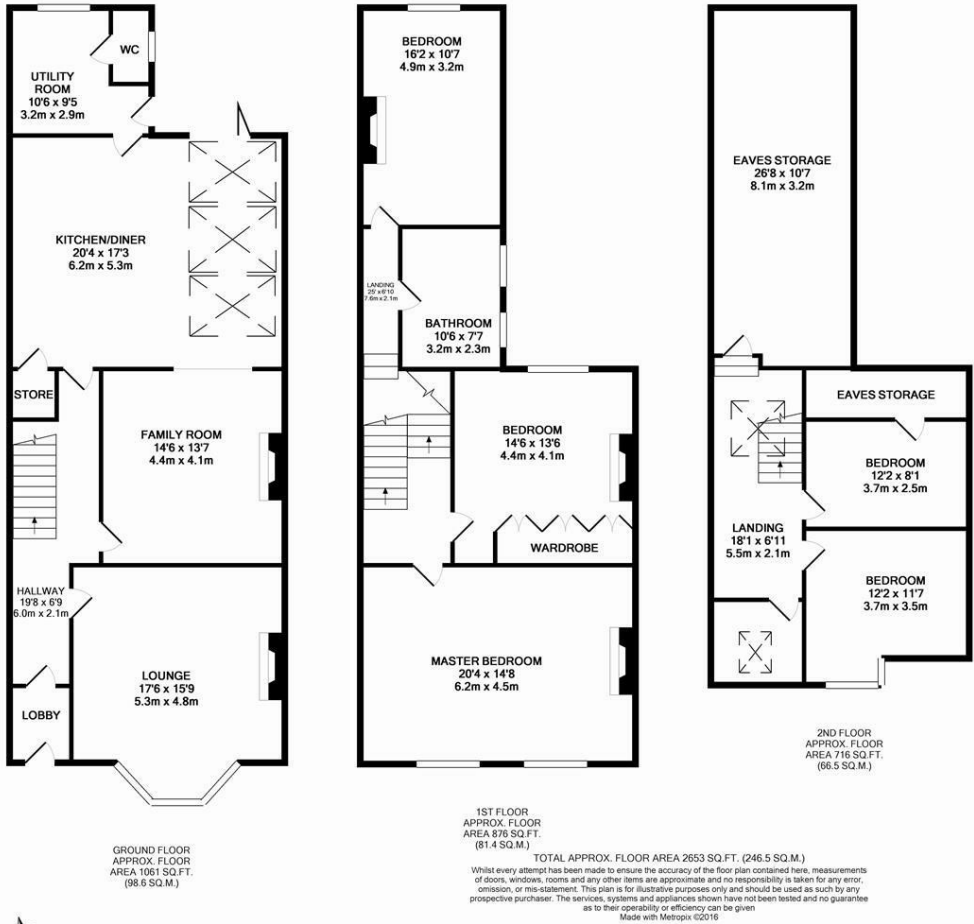 WC
UTILITY
ROOM
10'6 x 9'5
3.2m x 2.9m
KITCHEN/DINER
20'4 x 17'3
6.2m x 5.3m
STORE
FAMILY ROOM
14'6 x 13'7
4.4m x 4.1m
HALLWAY
19'8 x 6'9
6.0m x 2.1m
LOUNGE
17'6 x 15'9
5.3m x 4.8m
LOBBY
GROUND FLOOR
APPROX. FLOOR
AREA 1061 SQ.FT.
(98.6 SQ.M.)
BEDROOM
16'2 x 10'7
4.9m x 3.2m
LANDING
25' x 6'10
7.6m x 2.1m
BATHROOM
10'6 x 7'7
3.2m x 2.3m
BEDROOM
14'6 x 13'6
4.4m x 4.1m
WARDROBE
MASTER BEDROOM
20'4 x 14'8
6.2m x 4.5m
1ST FLOOR
APPROX. FLOOR
AREA 876 SQ.FT.
(81.4 SQ.M.)
EAVES STORAGE
26'8 x 10'7
8.1m x 3.2m
EAVES STORAGE
BEDROOM
12'2 x 8'1
3.7m x 2.5m
LANDING
18'1 x 6'11
5.5m x 2.1m
BEDROOM
12'2 x 11'7
3.7m x 3.5m
2ND FLOOR
APPROX. FLOOR
AREA 716 SQ.FT.
(66.5 SQ.M.)
TOTAL APPROX. FLOOR AREA 2653 SQ.FT. (246.5 SQ.M.)
Whilst every attempt has been made to ensure the accuracy of the floor plan contained here, measurements
of doors, windows, rooms and any other items are approximate and no responsibility is taken for any error,
omission, or mis-statement. This plan is for illustrative purposes only and should be used as such by any
prospective purchaser. The services, systems and appliances shown have not been tested and no guarantee
as to their operability or efficiency can be given
Made with Metropix ©2016